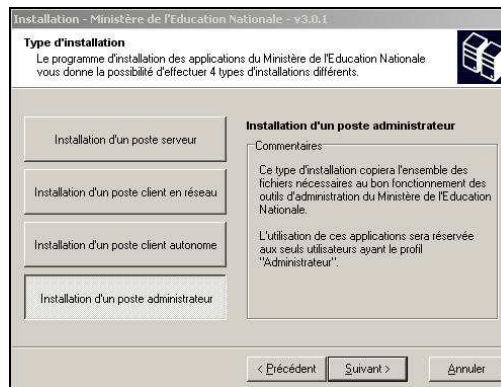 Installation - Ministère de l'Education Nationale - v3.0.1
Type d'installation
Le programme d'installation des applications du Ministère de l'Education Nationale
vous donne la possibilité d'effectuer 4 types d'installations différents.
Installation d'un poste serveur
Installation d'un poste client en réseau
Installation d'un poste client autonome
Installation d'un poste administrateur
Installation d'un poste administrateur
Commentaires
Ce type d'installation copiera l'ensemble des
fichiers nécessaires au bon fonctionnement des
outils d'administration du Ministère de l'Education
Nationale.
L'utilisation de ces applications sera réservée
aux seuls utilisateurs ayant le profil
"Administrateur".
< Précédent
Suivant >
Annuler